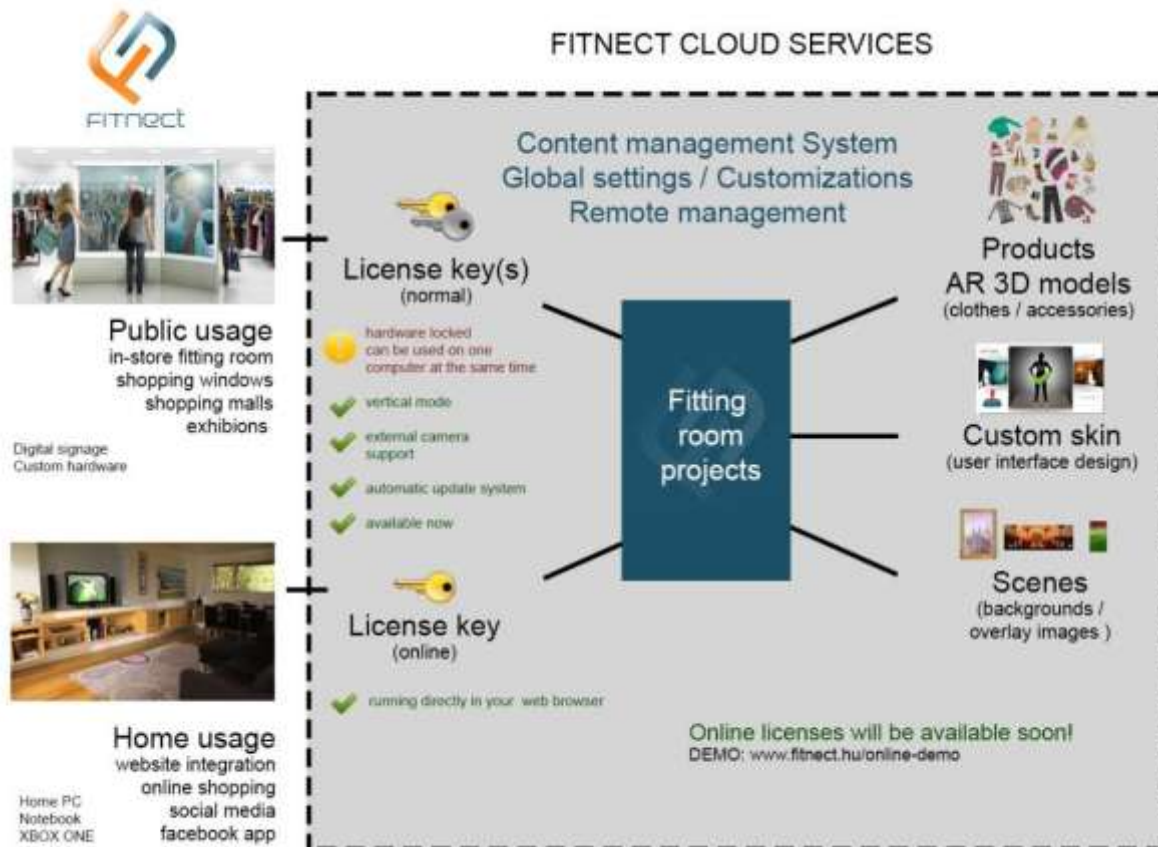 FITnect
FITNECT CLOUD SERVICES
Content management System
Global settings / Customizations
Remote management
License key(s)
(normal)
hardware locked
can be used on one
computer at the same time
vertical mode
external camera
support
automatic update system
available now
License key
(online)
running directly in your web browser
Public usage
in-store fitting room
shopping windows
shopping malls
exhibions
Digital signage
Custom hardware
Home usage
website integration
online shopping
social media
facebook app
Home PC
Notebook
XBOX ONE
Fitting
room
projects
Products
AR 3D models
(clothes / accessories)
Custom skin
(user interface design)
Scenes
(backgrounds /
overlay images )
Online licenses will be available soon!
DEMO: www.fitnect.hu/online-demo